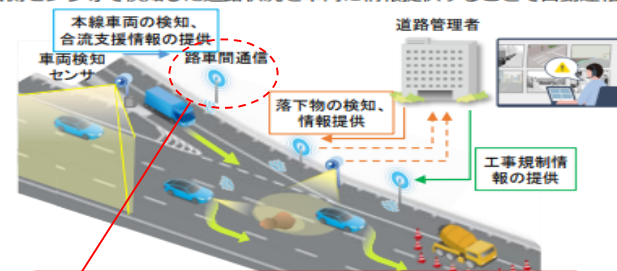 本線車両の検知、
合流支援情報の提供
道路管理者
車両検知
センサ
路車間通信
落下物の検知、
情報提供
工事規制情
報の提供